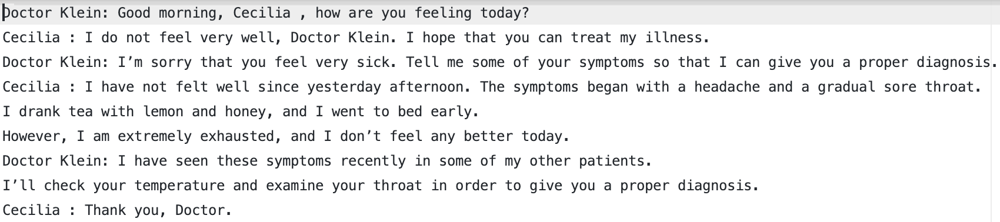 Doctor Klein: Good morning, Cecilia , how are you feeling today?
Cecilia : I do not feel very well, Doctor Klein. I hope that you can treat my illness.
Doctor Klein: I’m sorry that you feel very sick. Tell me some of your symptoms so that I can give you a proper diagnosis.
Cecilia : I have not felt well since yesterday afternoon. The symptoms began with a headache and a gradual sore throat.
I drank tea with lemon and honey, and I went to bed early.
However, I am extremely exhausted, and I don’t feel any better today.
Doctor Klein: I have seen these symptoms recently in some of my other patients.
I’ll check your temperature and examine your throat in order to give you a proper diagnosis.
Cecilia : Thank you, Doctor.